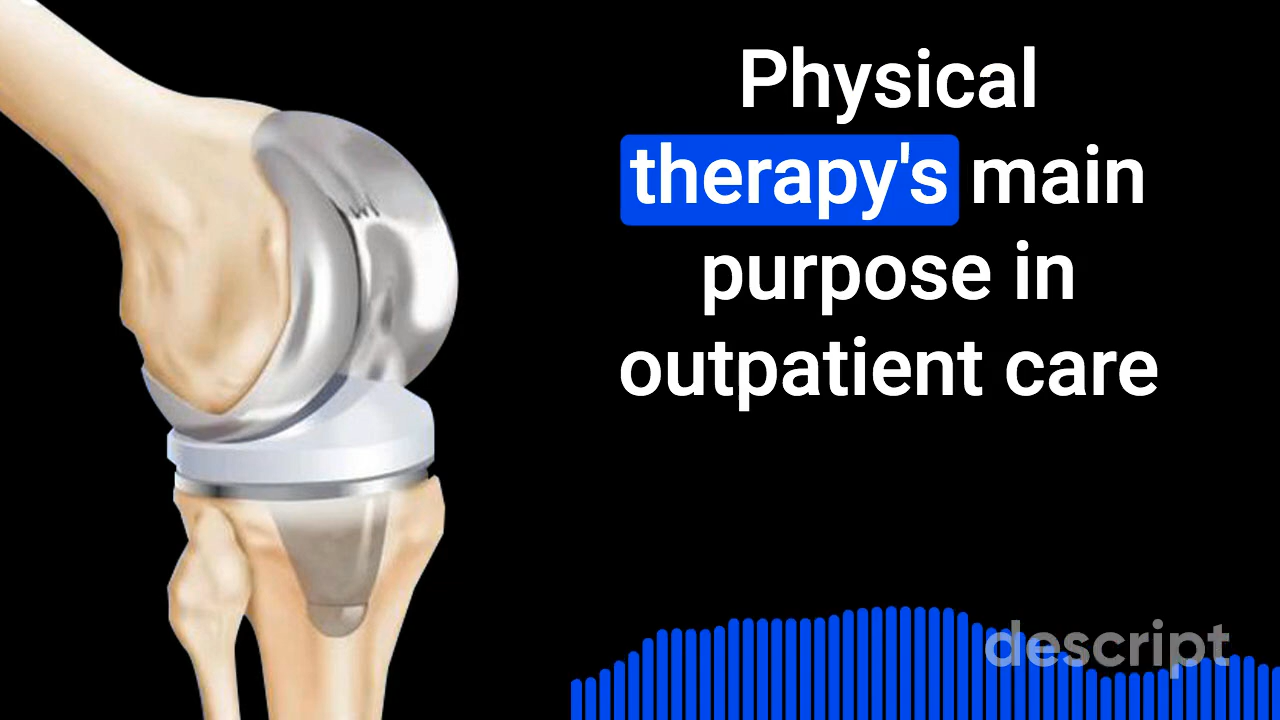 Physical
therapy's main
purpose in
outpatient care
descript